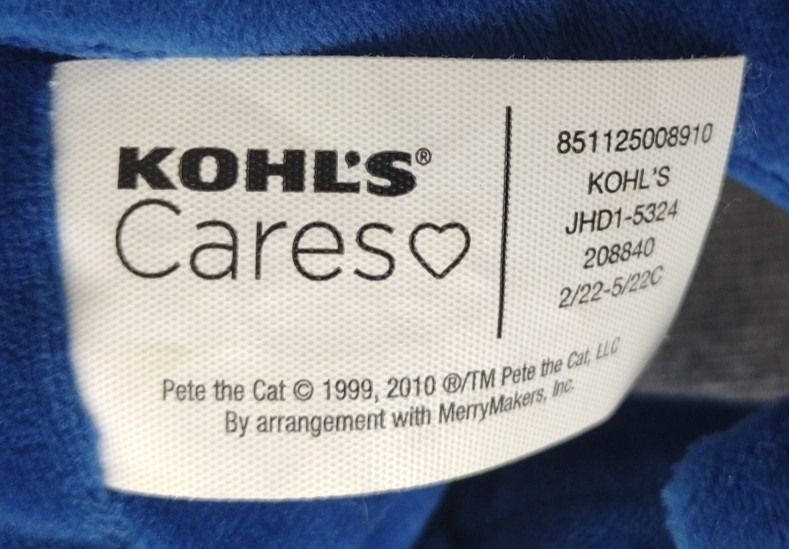 KOHL'S®
Cares♡
851125008910
KOHL'S
JHD1-5324
208840
2/22-5/22C
Pete the Cat © 1999, 2010 ®/TM Pete the Cat, LLC
By arrangement with MerryMakers, Inc.